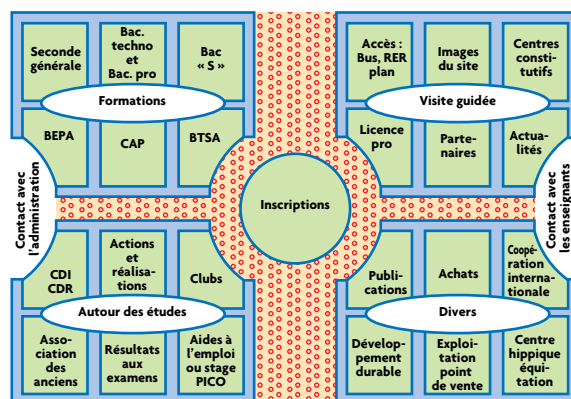 Seconde
générale
Bac.
techno
et
Bac. pro
Bac
« S »
Formations
BEPA
CAP
BTSA
Accès :
Bus, RER
plan
Images
du site
Centres
consti-
tutifs
Visite guidée
Licence
pro
Parte-
naires
Actua-
lités
Contact avec
l'administration
Inscriptions
Contact avec
les enseignants
CDI
CDR
Actions
et
réalisa-
tions
Clubs
Autour des études
Asso-
ciation
des
anciens
Résultats
aux
examens
Aides à
l'emploi
ou stage
PICO
Publi-
cations
Achats
Coopé-
ration
interna-
tionale
Divers
Dévelop-
pement
durable
Exploi-
tation
point
de vente
Centre
hippique
équi-
tation